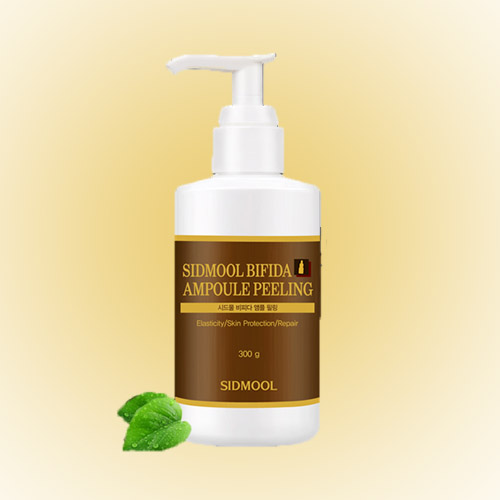 SIDMOOL BIFIDA
AMPOULE PEELING
시드물 비피다 앰플 필링
Elasticity/Skin Protection/Repair
300 g
SIDMOOL